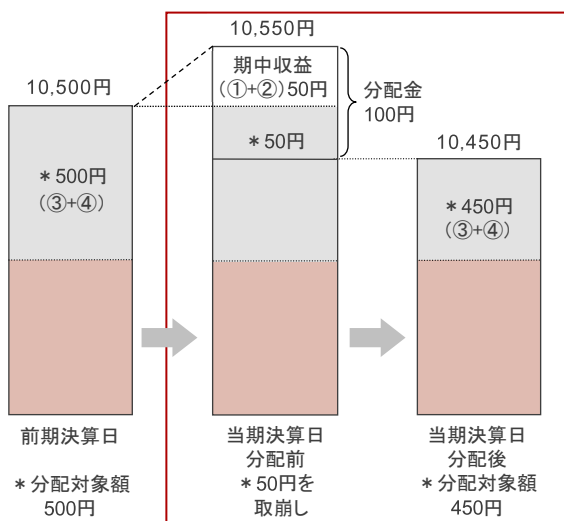 10,550円
期中収益
(①+②)50円
分配金
100円
10,500円
＊50円
10,450円
＊500円
(③+④)
＊450円
(③+④)
前期決算日
＊分配対象額
500円
当期決算日
分配前
＊50円を
取崩し
当期決算日
分配後
＊分配対象額
450円